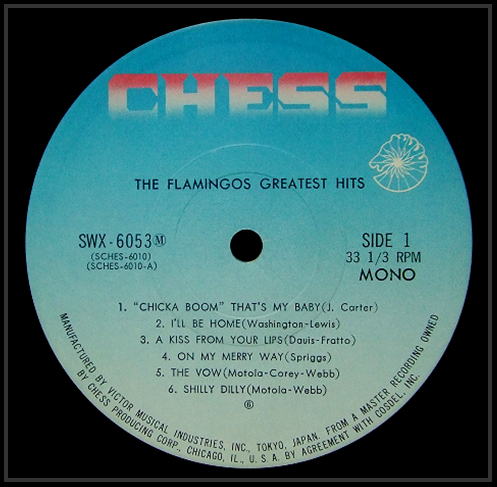 CHESS
THE FLAMINGOS GREATEST HITS
SWX-6053Ⓜ
(SCHES-6010)
(SCHES-6010-A)
SIDE 1
33 1/3 RPM
MONO
1. "CHICKA BOOM" THAT'S MY BABY(J. Carter)
2. I'LL BE HOME(Washington-Lewis)
3. A KISS FROM YOUR LIPS(Davis-Fratto)
4. ON MY MERRY WAY(Spriggs)
5. THE VOW(Motola-Corey-Webb)
6. SHILLY DILLY(Motola-Webb)
⑥
MANUFACTURED BY VICTOR MUSICAL INDUSTRIES, INC., TOKYO, JAPAN. FROM A MASTER RECORDING OWNED
BY CHESS PRODUCING CORP., CHICAGO, IL., U.S.A. BY AGREEMENT WITH COSDEL, INC.